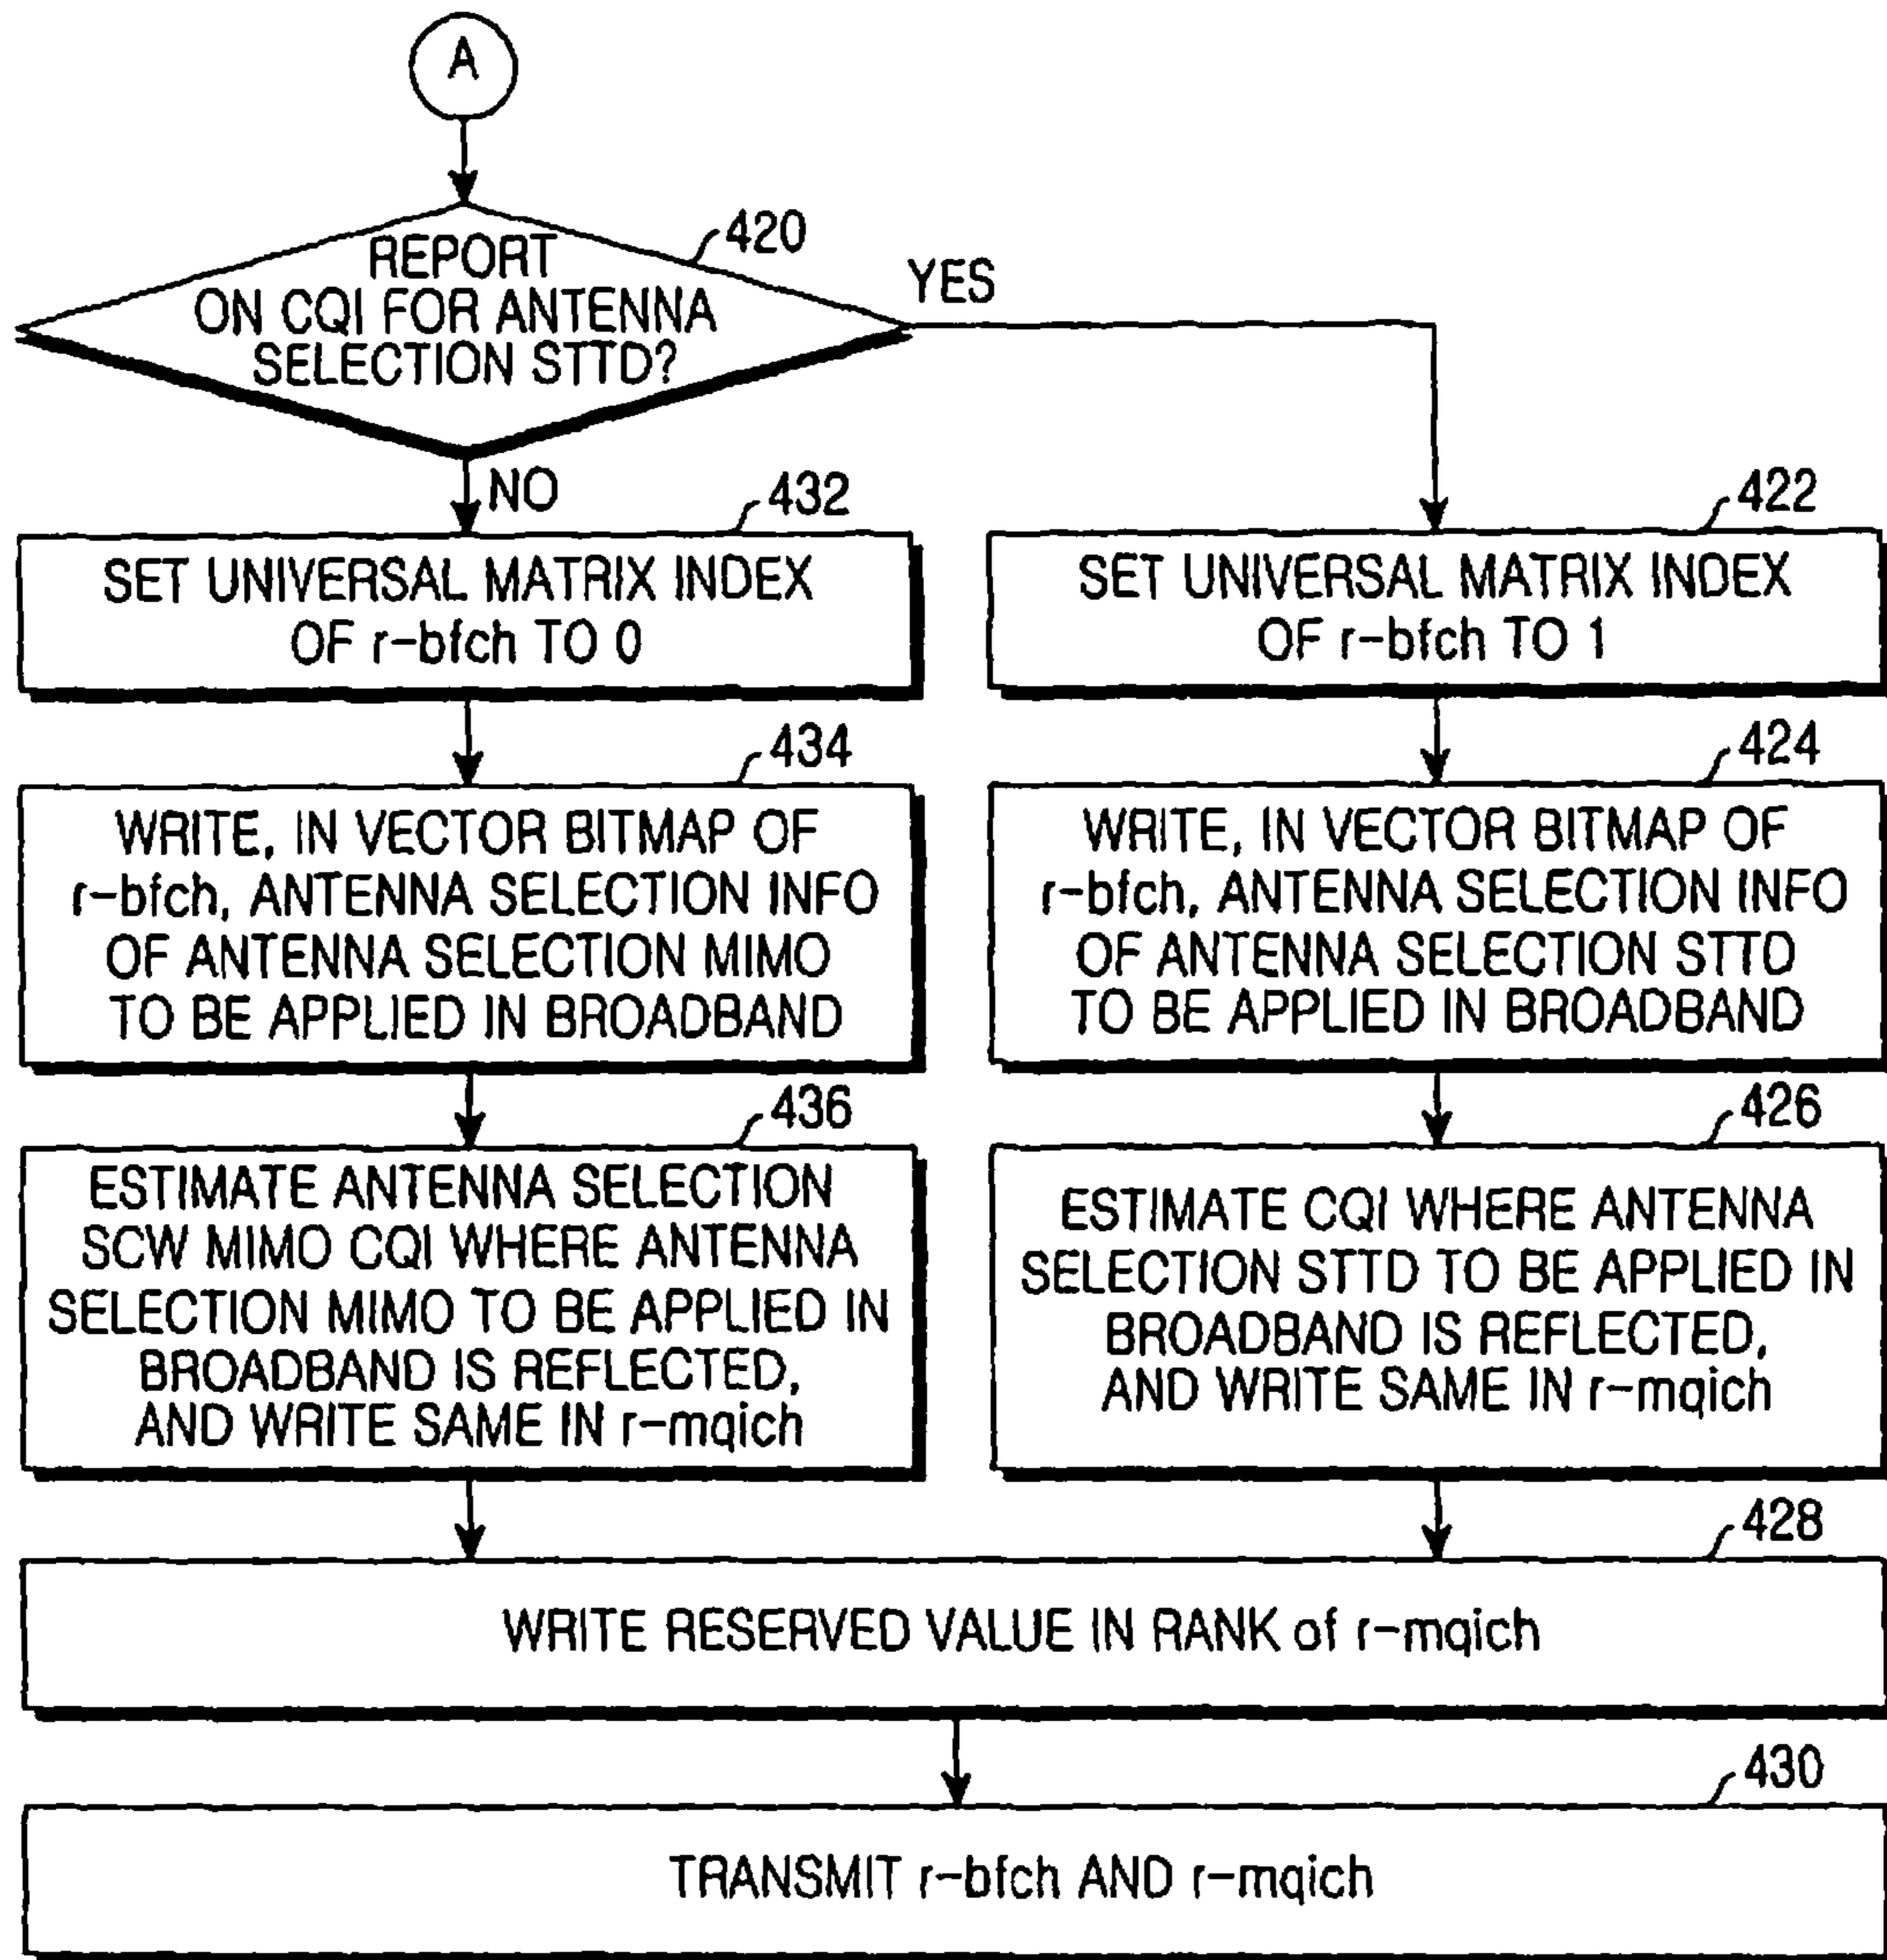 A
420
REPORT
ON CQI FOR ANTENNA
SELECTION STTD?
YES
NO
432
SET UNIVERSAL MATRIX INDEX
OF r-bfch TO 0
422
SET UNIVERSAL MATRIX INDEX
OF r-bfch TO 1
434
WRITE, IN VECTOR BITMAP OF
r-bfch, ANTENNA SELECTION INFO
OF ANTENNA SELECTION MIMO
TO BE APPLIED IN BROADBAND
424
WRITE, IN VECTOR BITMAP OF
r-bfch, ANTENNA SELECTION INFO
OF ANTENNA SELECTION STTD
TO BE APPLIED IN BROADBAND
436
ESTIMATE ANTENNA SELECTION
SCW MIMO CQI WHERE ANTENNA
SELECTION MIMO TO BE APPLIED IN
BROADBAND IS REFLECTED,
AND WRITE SAME IN r-mqich
426
ESTIMATE CQI WHERE ANTENNA
SELECTION STTD TO BE APPLIED IN
BROADBAND IS REFLECTED,
AND WRITE SAME IN r-mqich
428
WRITE RESERVED VALUE IN RANK of r-mqich
430
TRANSMIT r-bfch AND r-mqich